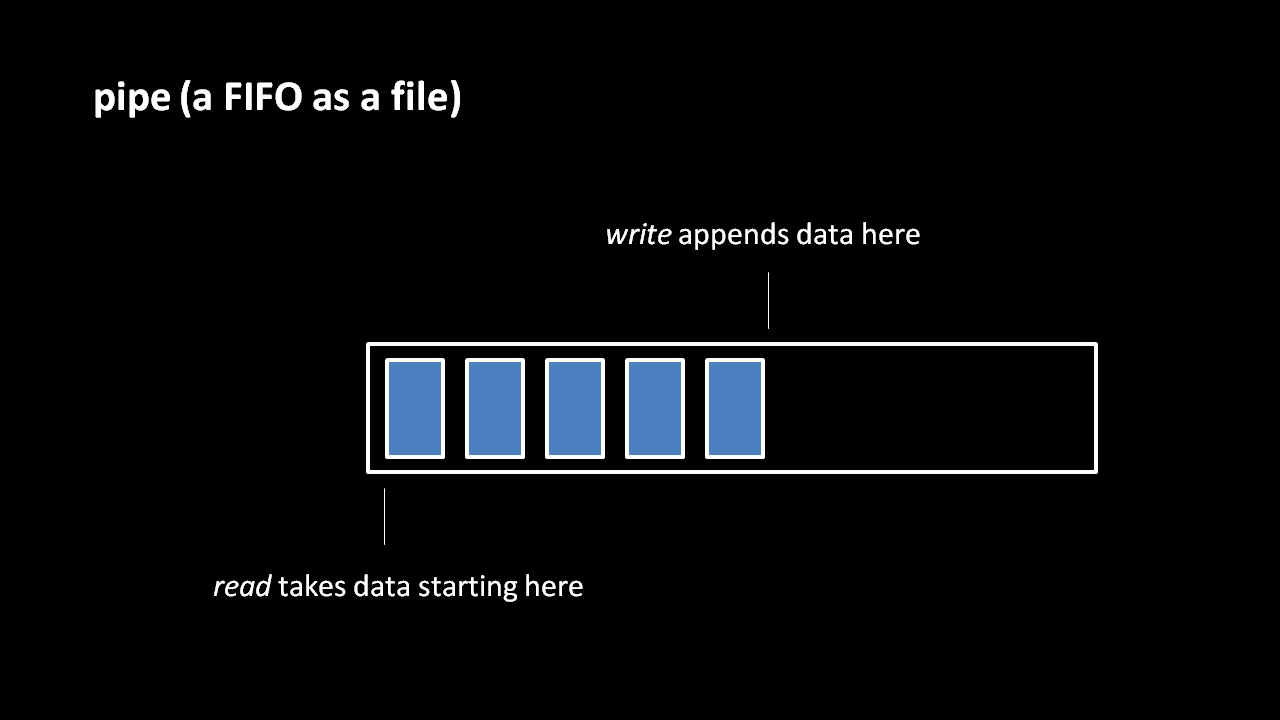 pipe (a FIFO as a file)
write appends data here
read takes data starting here